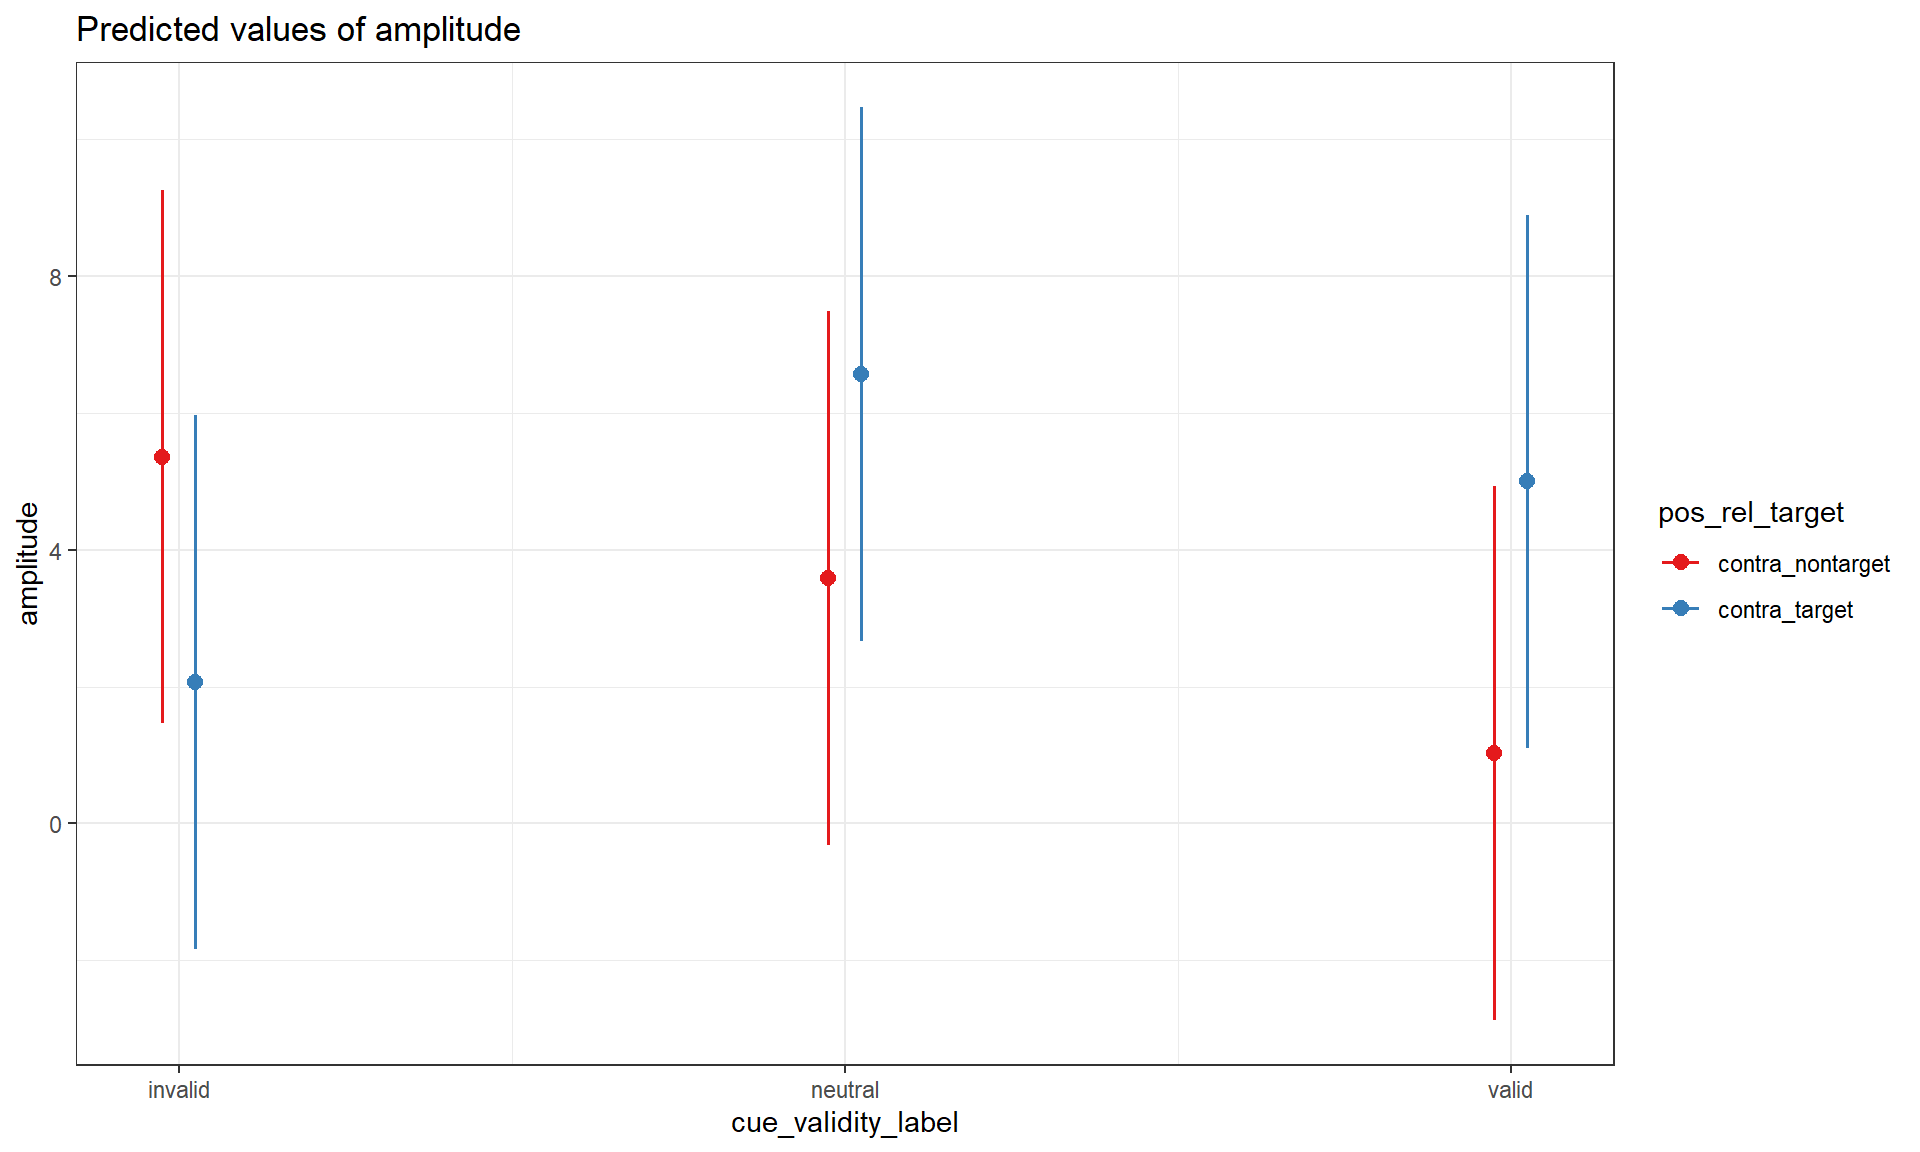 Predicted values of amplitude
amplitude
8
4
0
invalid
neutral
valid
cue_validity_label
pos_rel_target
contra_nontarget
contra_target